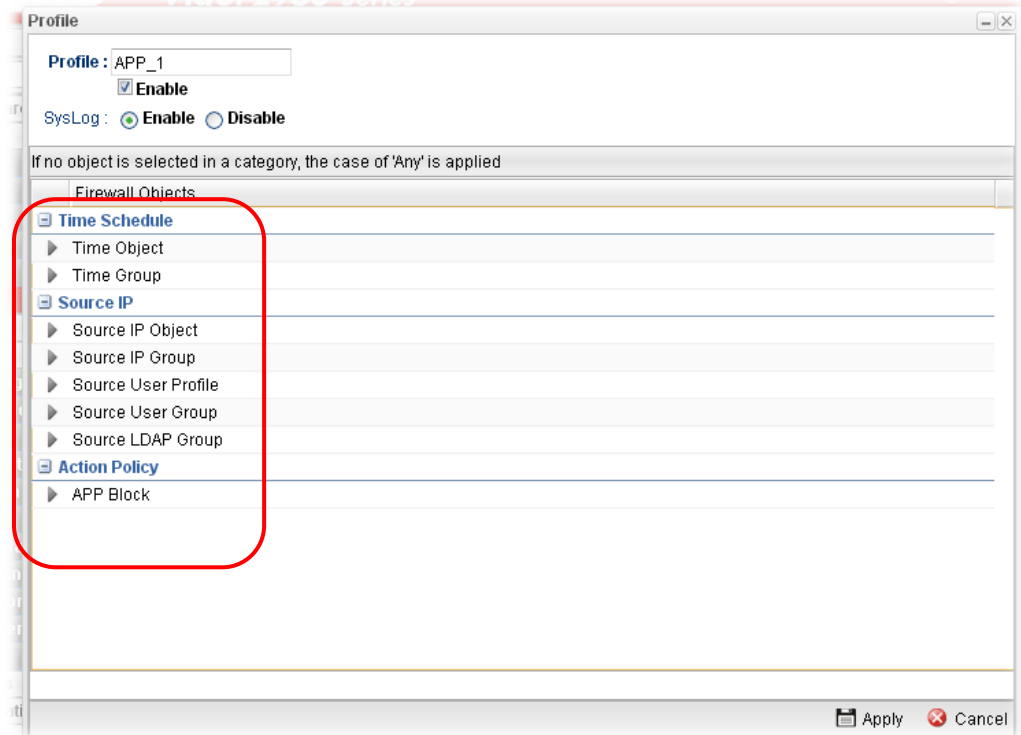 Profile
Profile : APP_1
Enable
SysLog : Enable Disable
If no object is selected in a category, the case of 'Any' is applied
Firewall Objects
Time Schedule
Time Object
Time Group
Source IP
Source IP Object
Source IP Group
Source User Profile
Source User Group
Source LDAP Group
Action Policy
APP Block
Apply Cancel